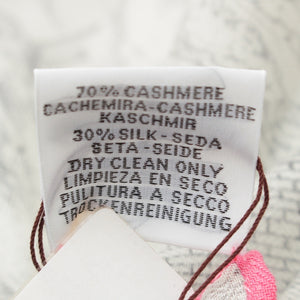 70% CASHMERE
CACHEMIRA-CASHMERE
KASCHMIR
30% SILK-SEDA
SETA-SEIDE
DRY CLEAN ONLY
LIMPIEZA EN SECO
PULITURA A SECCO
TROCKENREINIGUNG